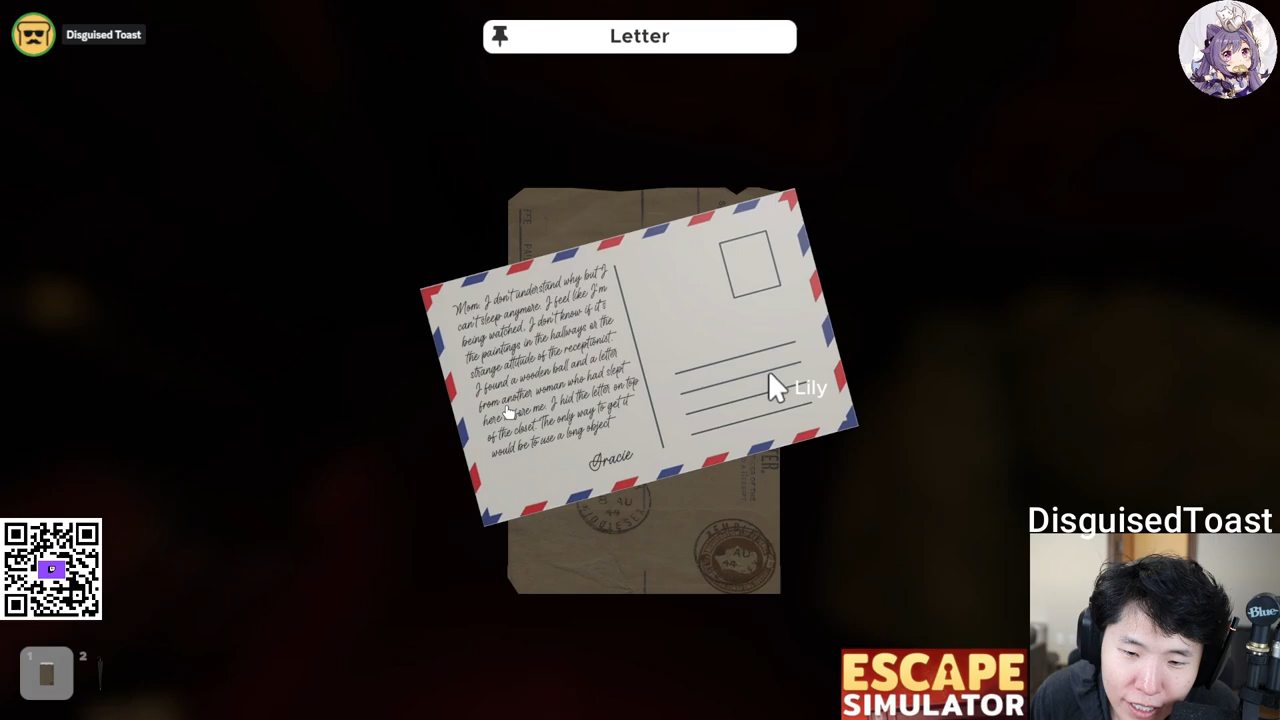 Disguised Toast
Letter
Mom. I don't understand why but I
can't sleep anymore. I feel like I'm
being watched, I don't know if it's
the paintings in the hallways or the
strange attitude of the receptionist.
I found a wooden ball and a letter
from another woman who had slept
here before me. I hid the letter on top
of the closet. The only way to get it
would be to use a long object
Gracie
Lily
DisguisedToast
Blue
1
2
ESCAPE
SIMULATOR